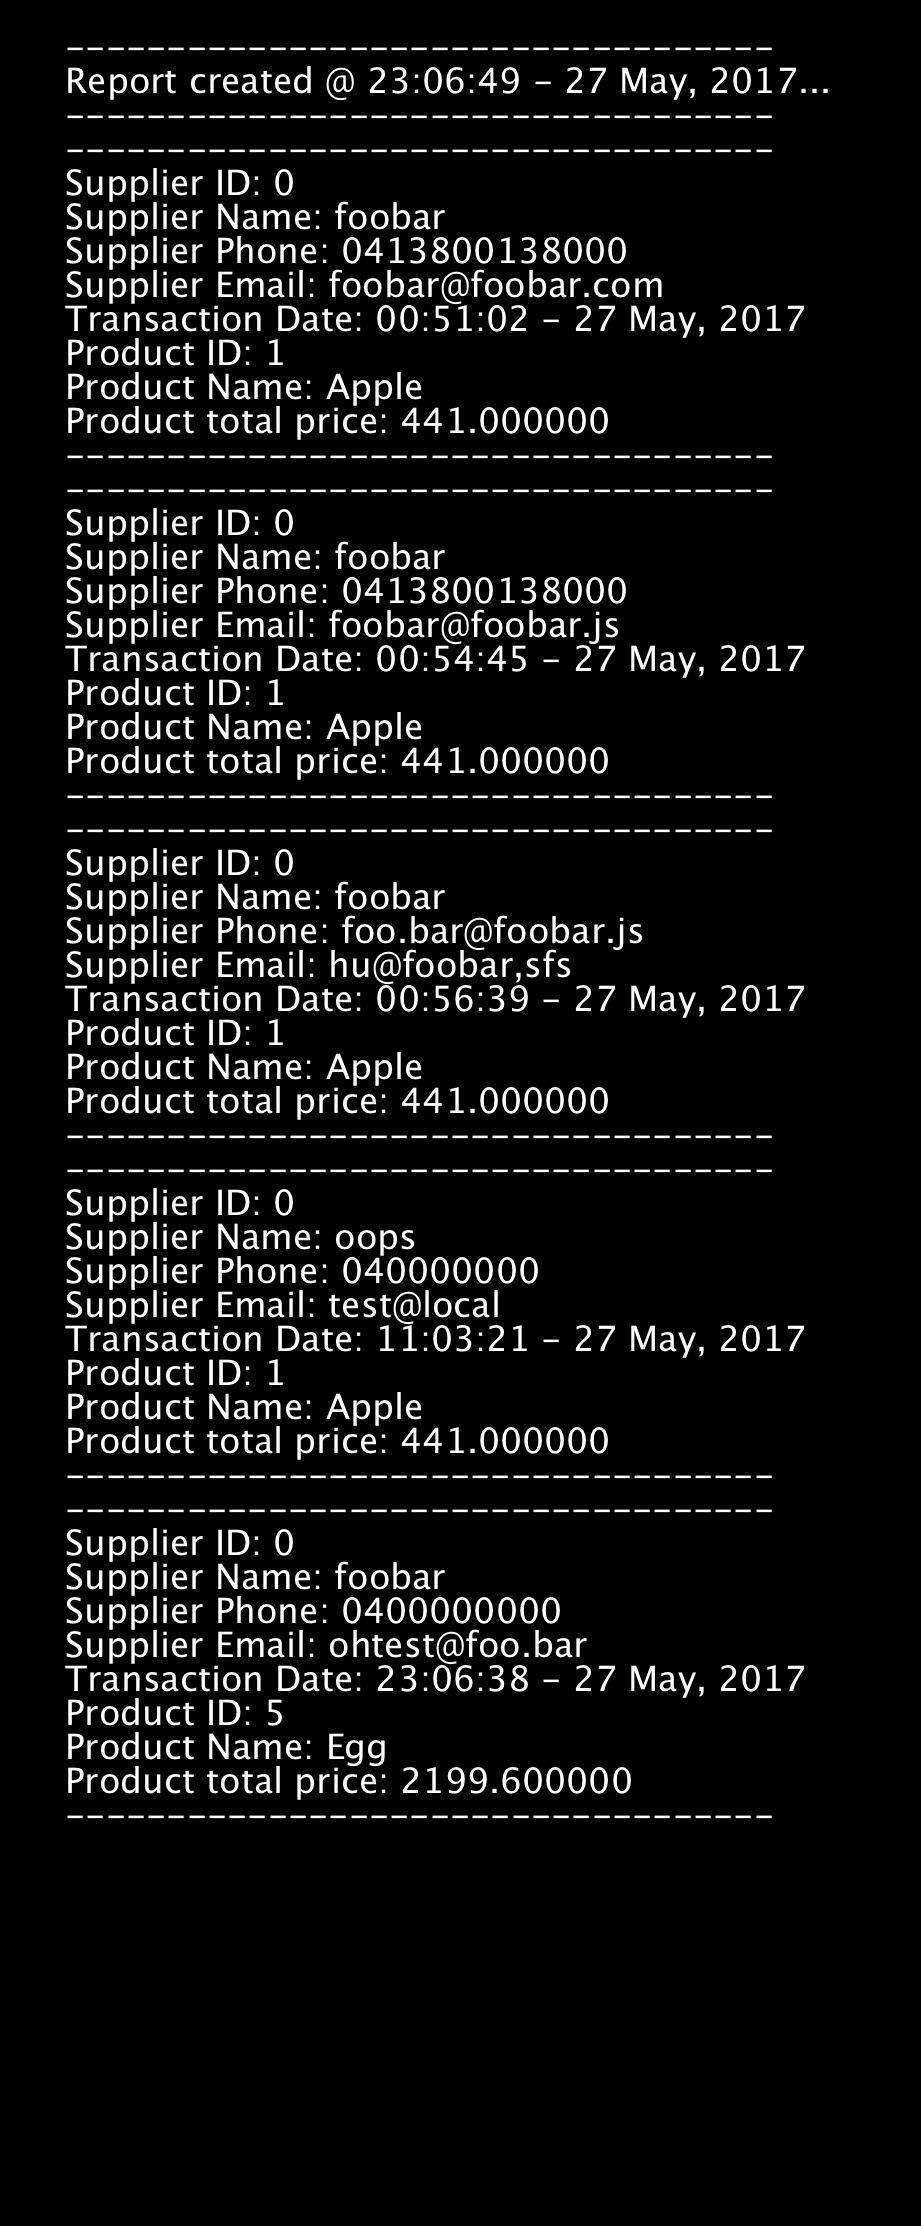 -----------------------------------
Report created @ 23:06:49 - 27 May, 2017...
-----------------------------------
-----------------------------------
Supplier ID: 0
Supplier Name: foobar
Supplier Phone: 0413800138000
Supplier Email: foobar@foobar.com
Transaction Date: 00:51:02 - 27 May, 2017
Product ID: 1
Product Name: Apple
Product total price: 441.000000
-----------------------------------
-----------------------------------
Supplier ID: 0
Supplier Name: foobar
Supplier Phone: 0413800138000
Supplier Email: foobar@foobar.js
Transaction Date: 00:54:45 - 27 May, 2017
Product ID: 1
Product Name: Apple
Product total price: 441.000000
-----------------------------------
-----------------------------------
Supplier ID: 0
Supplier Name: foobar
Supplier Phone: foo.bar@foobar.js
Supplier Email: hu@foobar,sfs
Transaction Date: 00:56:39 - 27 May, 2017
Product ID: 1
Product Name: Apple
Product total price: 441.000000
-----------------------------------
-----------------------------------
Supplier ID: 0
Supplier Name: oops
Supplier Phone: 040000000
Supplier Email: test@local
Transaction Date: 11:03:21 - 27 May, 2017
Product ID: 1
Product Name: Apple
Product total price: 441.000000
-----------------------------------
-----------------------------------
Supplier ID: 0
Supplier Name: foobar
Supplier Phone: 0400000000
Supplier Email: ohtest@foo.bar
Transaction Date: 23:06:38 - 27 May, 2017
Product ID: 5
Product Name: Egg
Product total price: 2199.600000
-----------------------------------